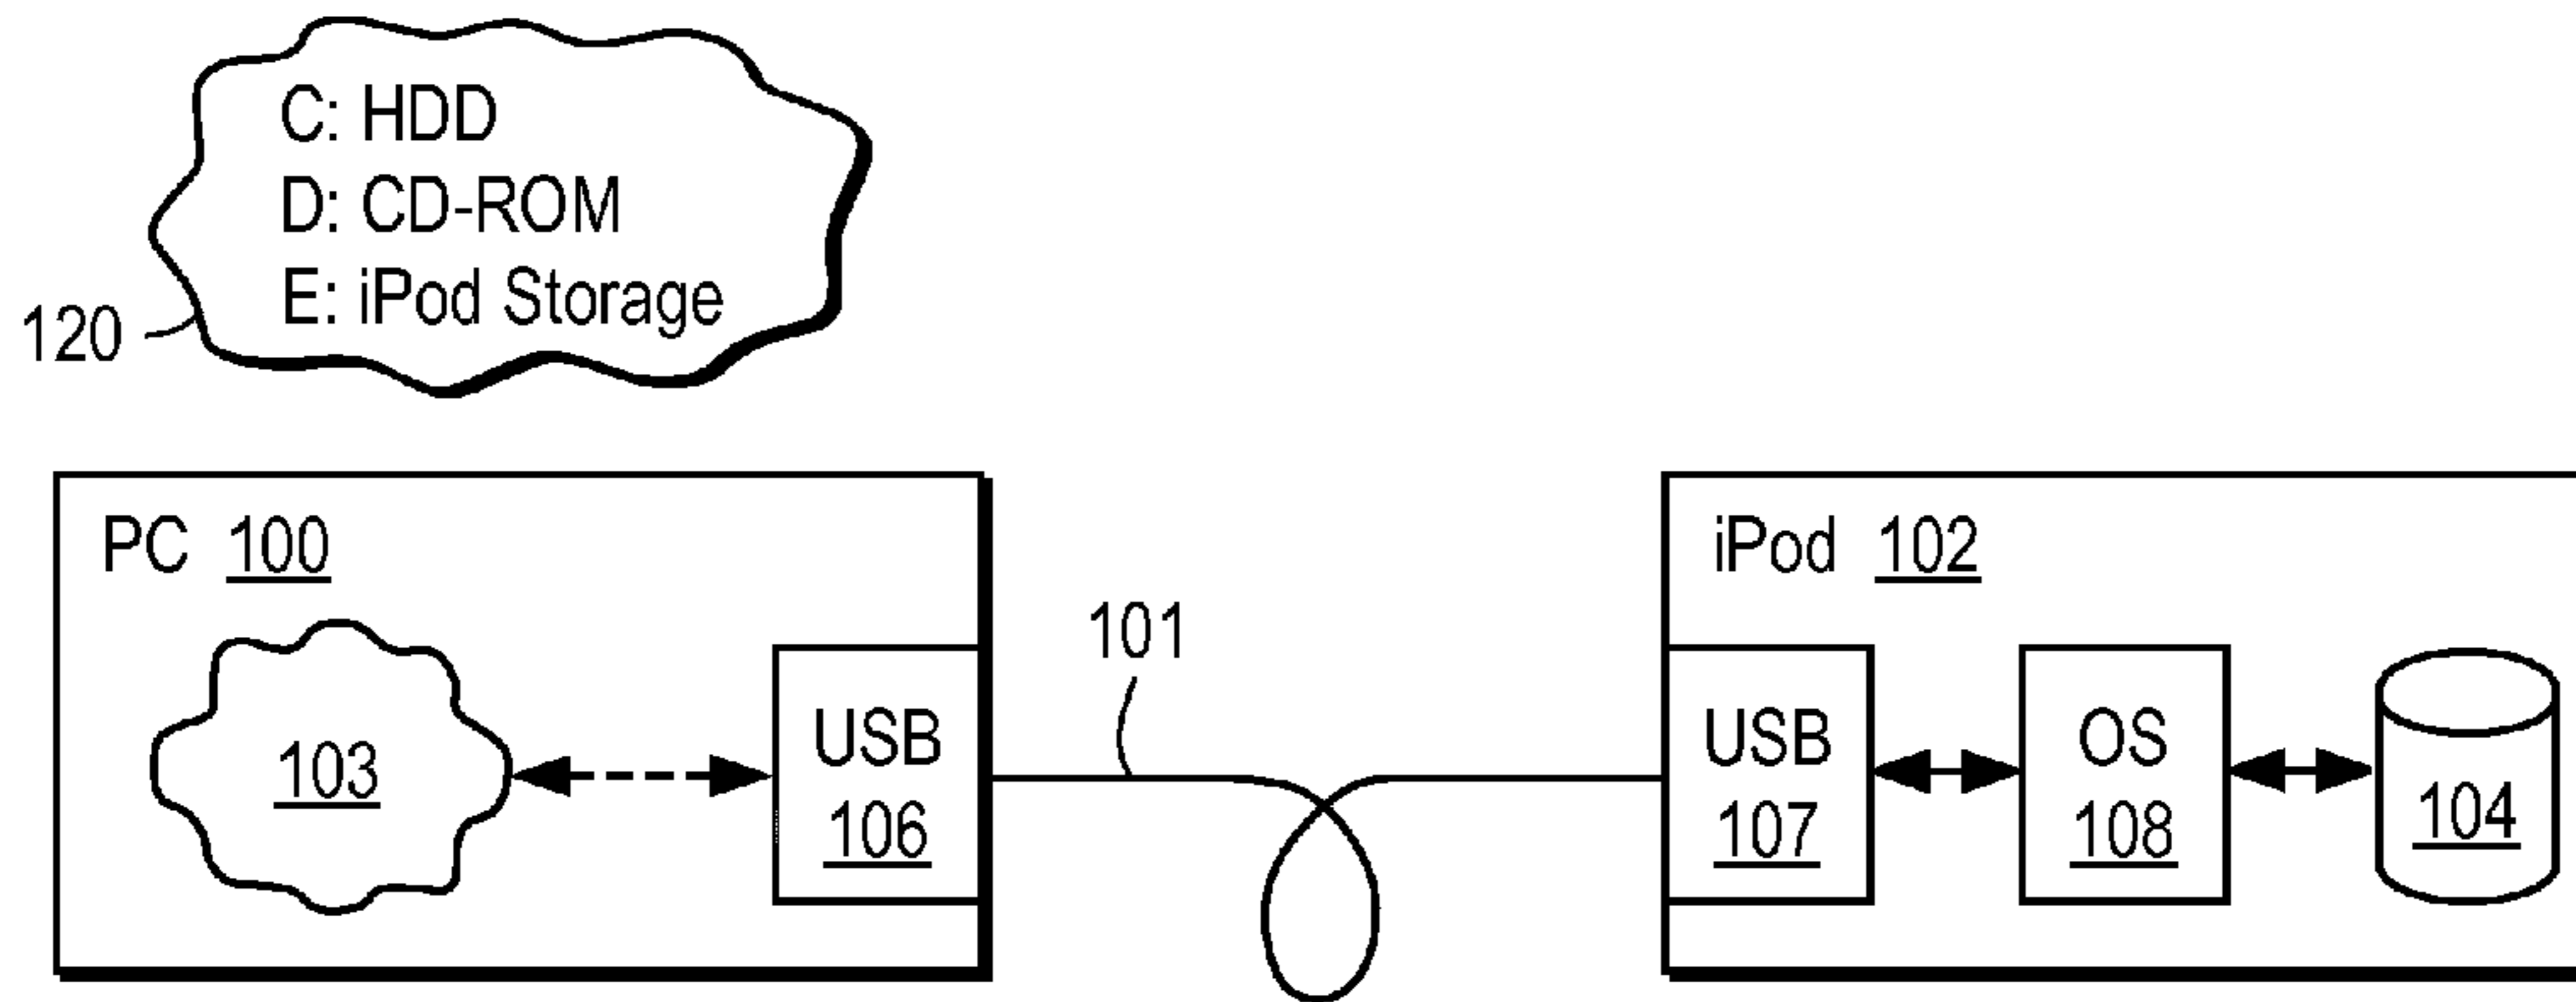 C: HDD
D: CD-ROM
E: iPod Storage
120
PC 100
iPod 102
101
103
USB
106
USB
107
OS
108
104